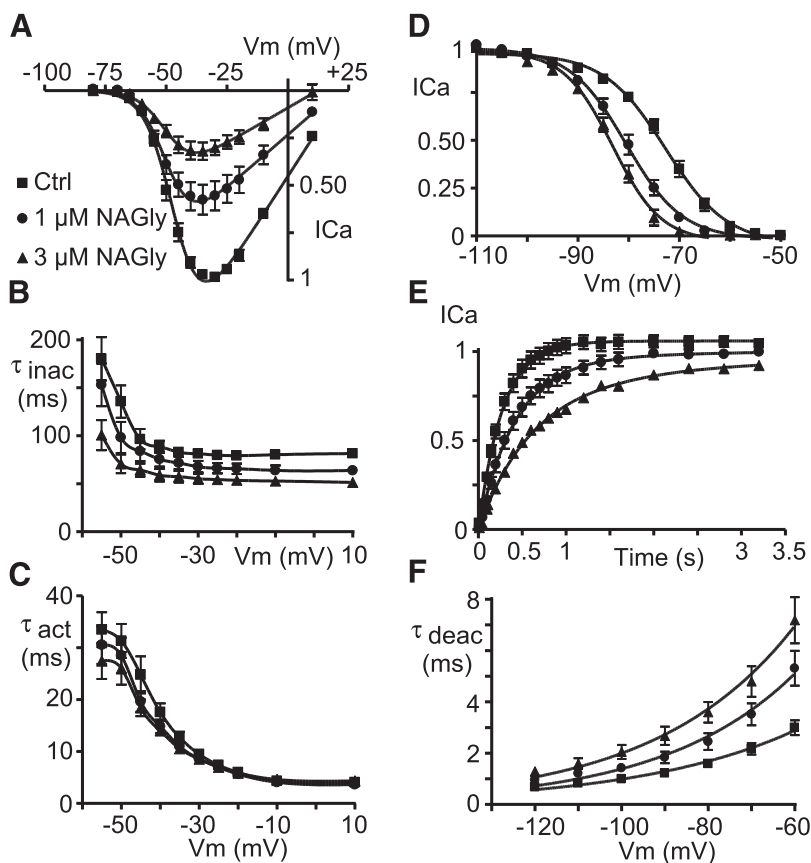 A
Vm (mV)
-100 -75 -50 -25 +25
Ctrl
1 µM NAGly
3 µM NAGly
0.50
ICa
1
D
1
ICa
0.50
0.25
0
-110 -90 -70 -50
Vm (mV)
B
200
τ inac
(ms)
100
0
-50 -30 Vm (mV) 10
E
ICa
1
0.5
0
0 0.5 1 Time (s) 3 3.5
C
40
τ act
(ms)
20
10
0
-50 -30 -10 10
Vm (mV)
F
8
τ deac
(ms)
4
2
0
-120 -100 -80 -60
Vm (mV)